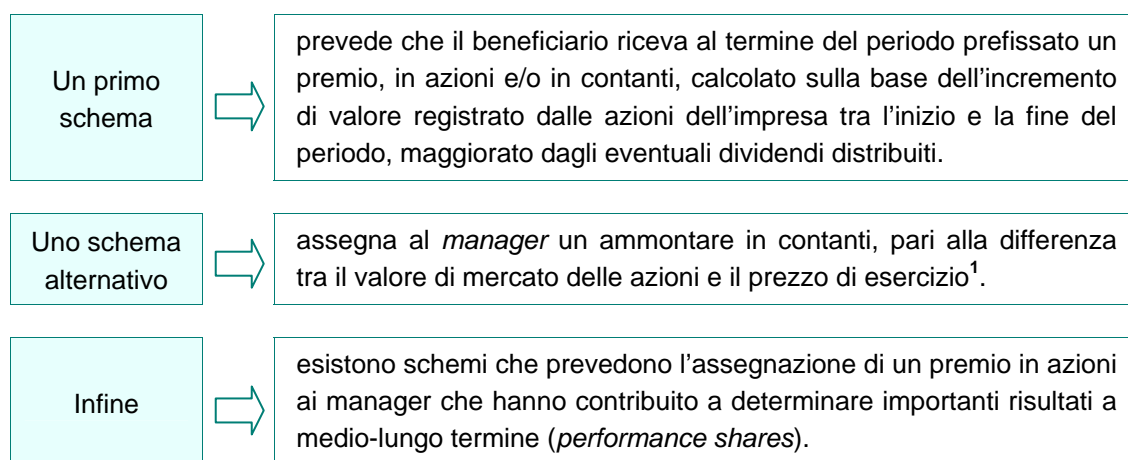 Un primo
schema
prevede che il beneficiario riceva al termine del periodo prefissato un
premio, in azioni e/o in contanti, calcolato sulla base dell'incremento
di valore registrato dalle azioni dell'impresa tra l'inizio e la fine del
periodo, maggiorato dagli eventuali dividendi distribuiti.
Uno schema
alternativo
assegna al manager un ammontare in contanti, pari alla differenza
tra il valore di mercato delle azioni e il prezzo di esercizio¹.
Infine
esistono schemi che prevedono l'assegnazione di un premio in azioni
ai manager che hanno contribuito a determinare importanti risultati a
medio-lungo termine (performance shares).